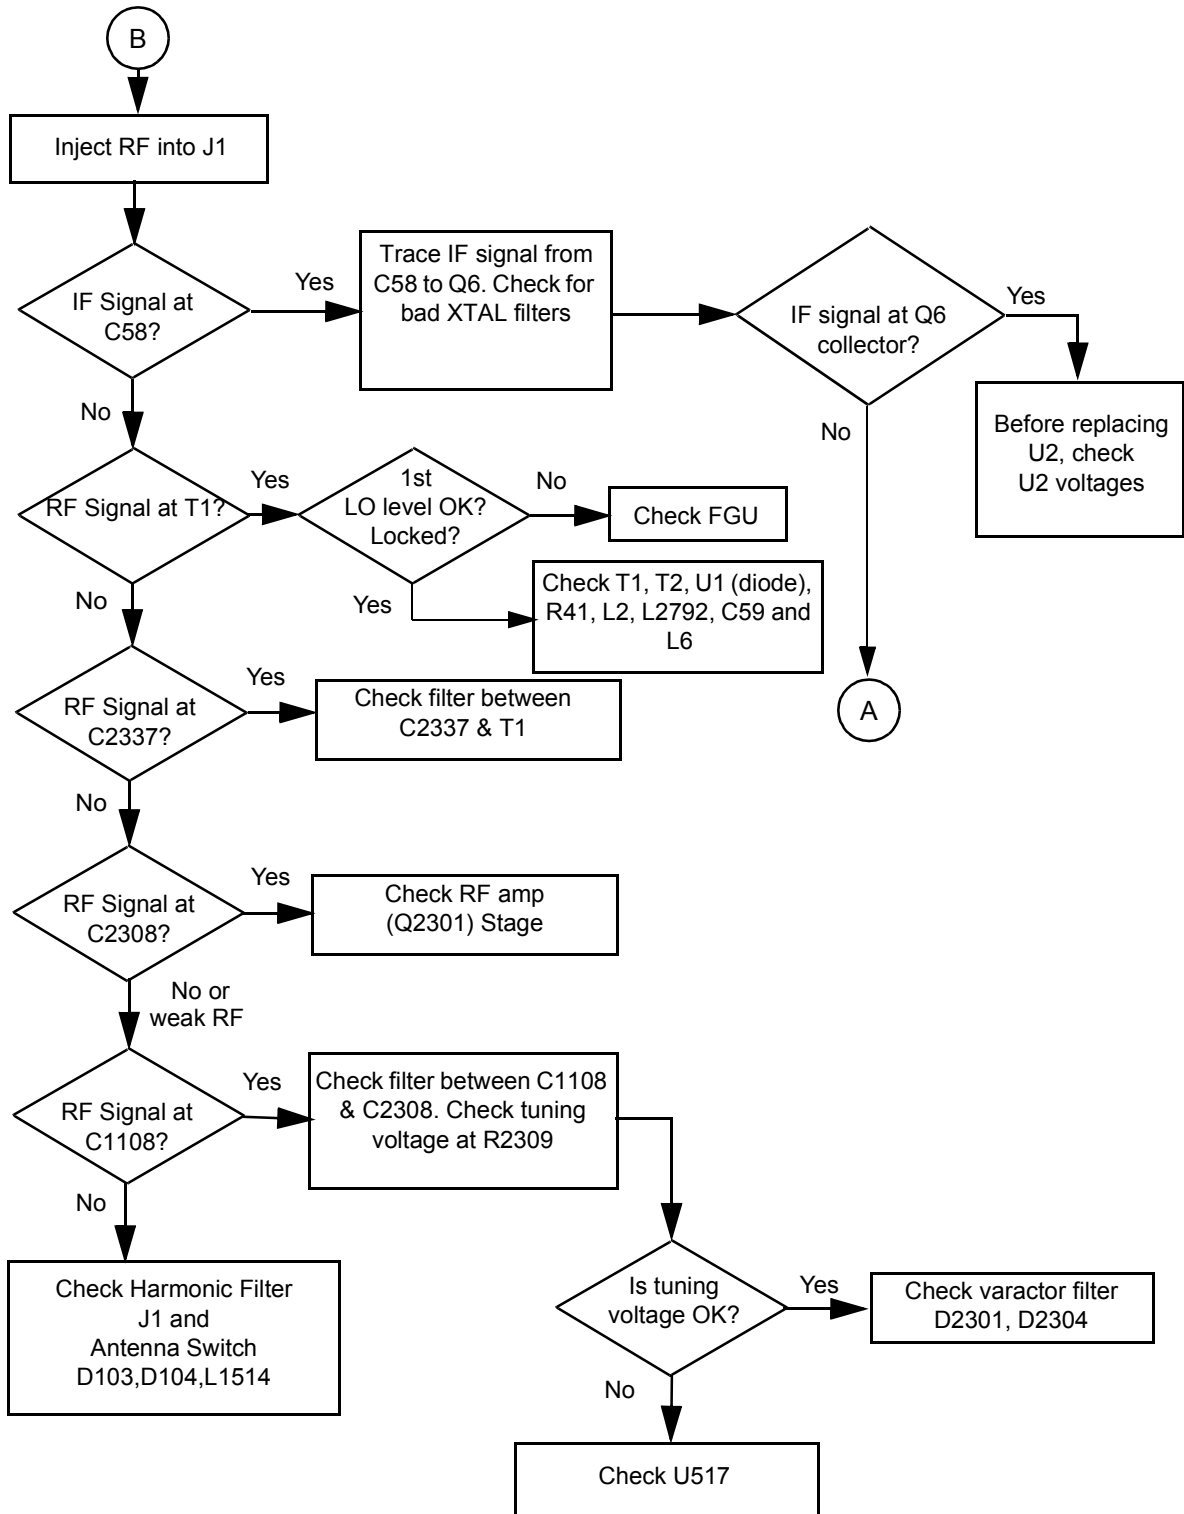 B
Inject RF into J1
IF Signal at
C58?
Yes
Trace IF signal from
C58 to Q6. Check for
bad XTAL filters
IF signal at Q6
collector?
Yes
Before replacing
U2, check
U2 voltages
No
A
No
RF Signal at T1?
Yes
1st
LO level OK?
Locked?
No
Check FGU
Yes
Check T1, T2, U1 (diode),
R41, L2, L2792, C59 and
L6
No
RF Signal at
C2337?
Yes
Check filter between
C2337 & T1
No
RF Signal at
C2308?
Yes
Check RF amp
(Q2301) Stage
No or
weak RF
RF Signal at
C1108?
Yes
Check filter between C1108
& C2308. Check tuning
voltage at R2309
No
Check Harmonic Filter
J1 and
Antenna Switch
D103,D104,L1514
Is tuning
voltage OK?
Yes
Check varactor filter
D2301, D2304
No
Check U517